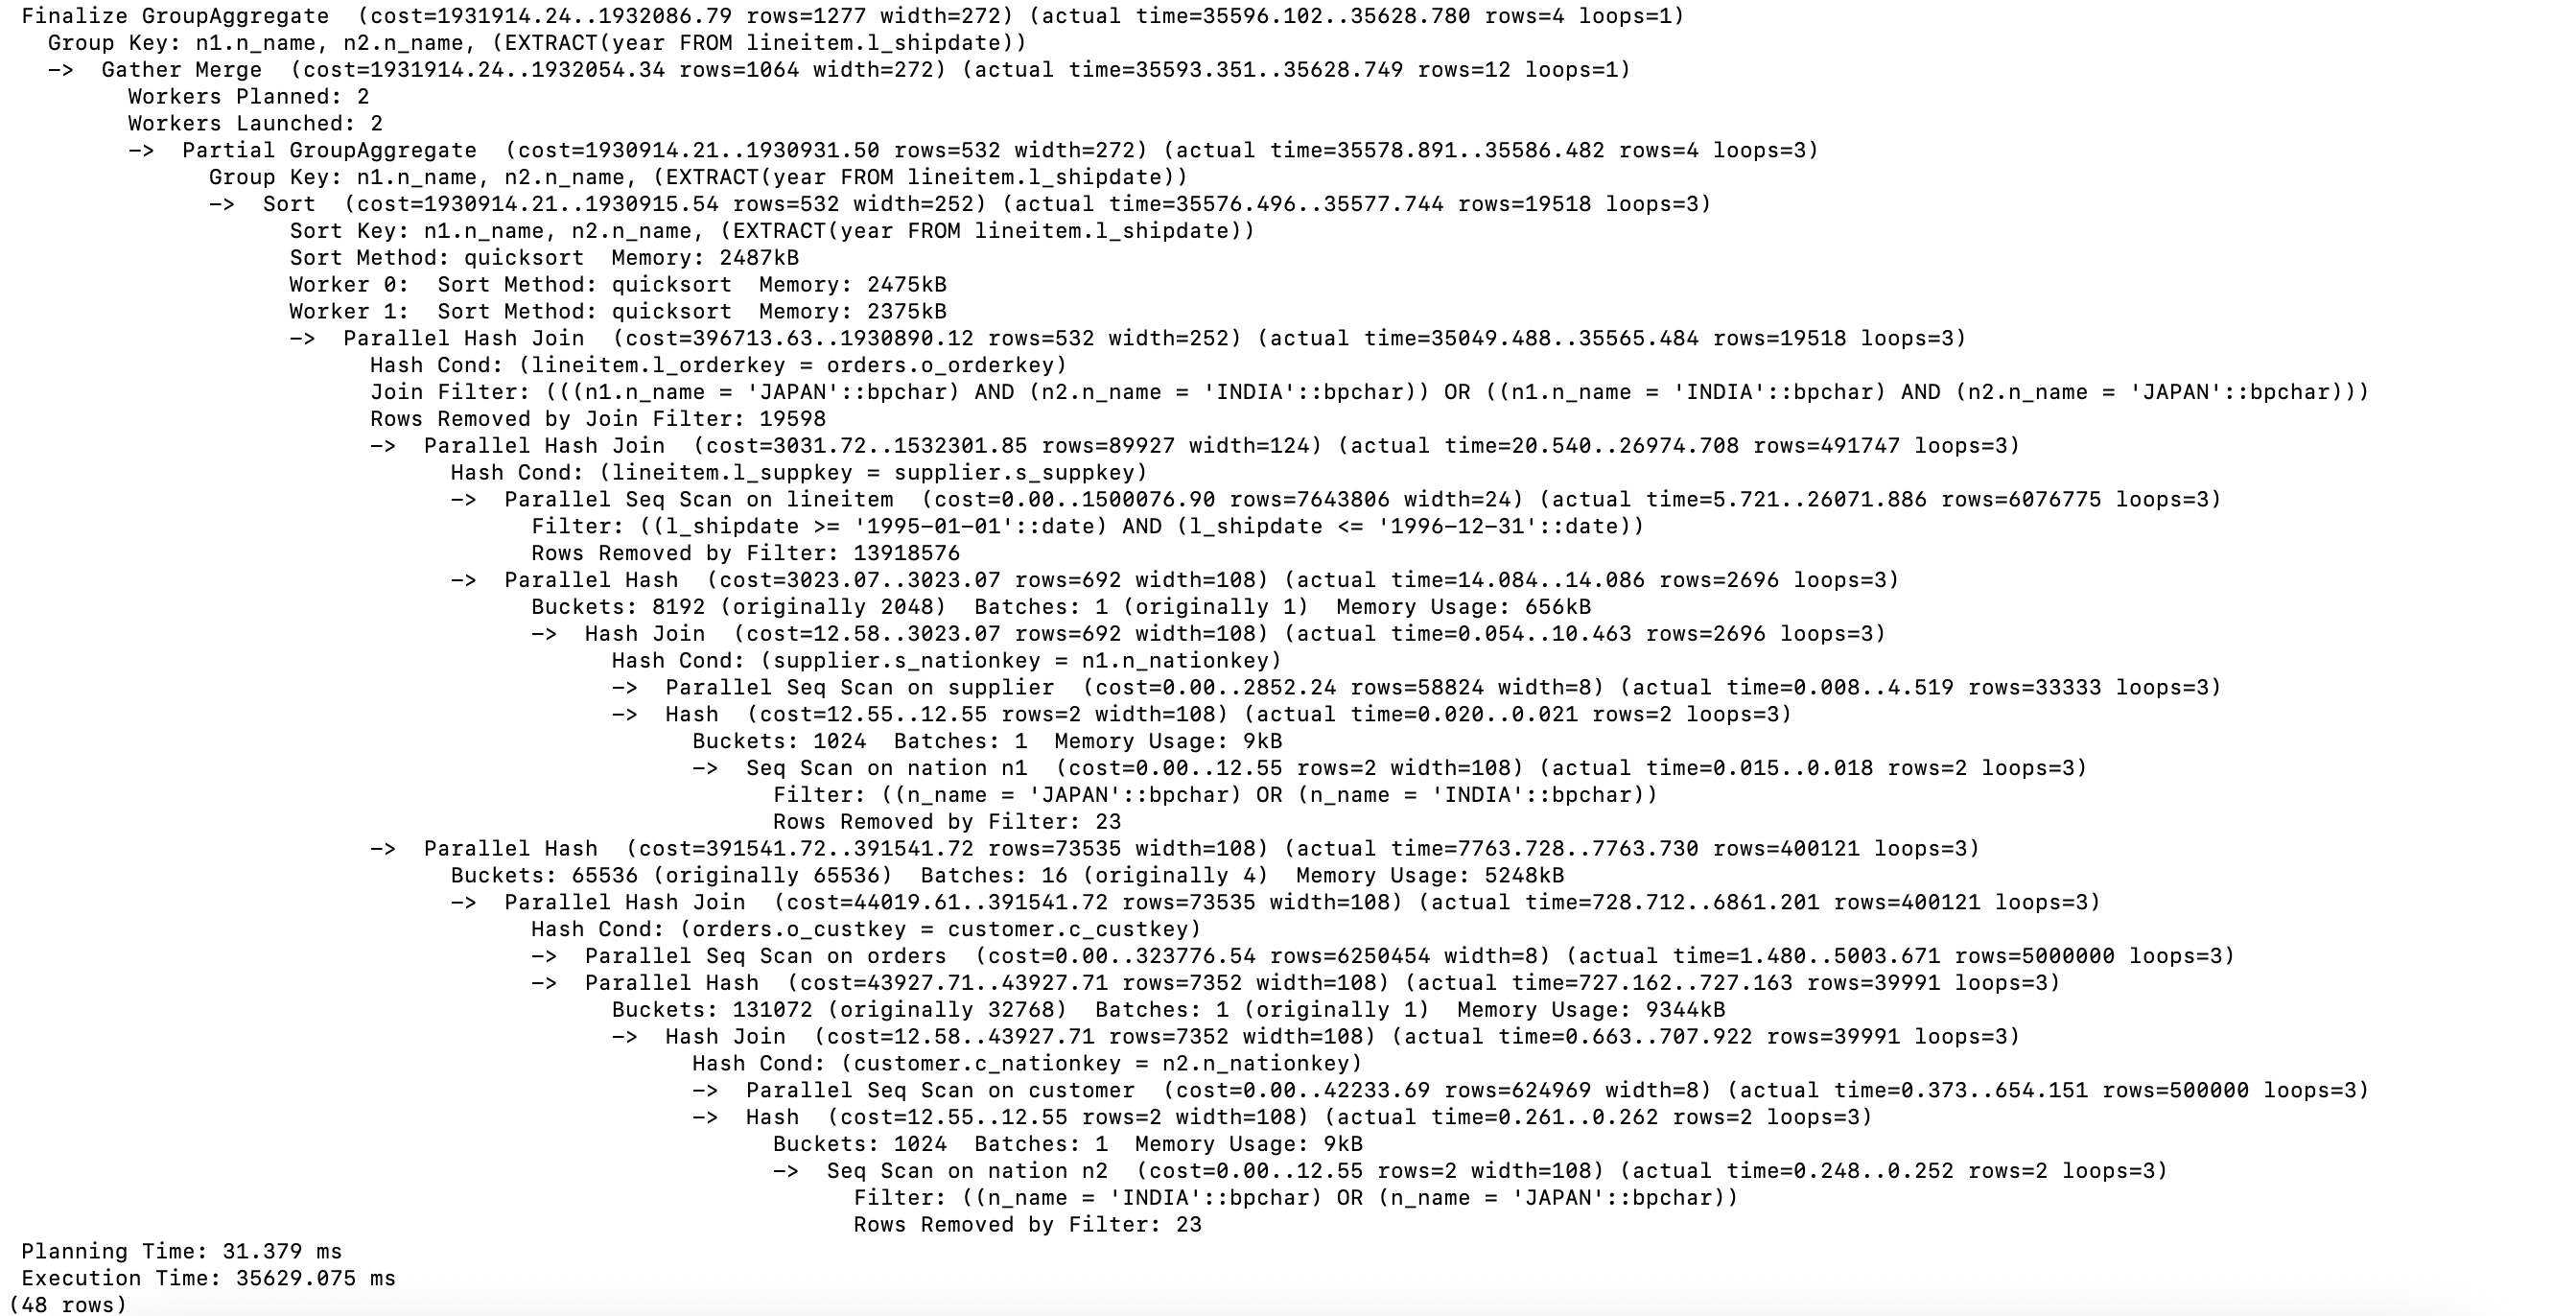 Finalize GroupAggregate  (cost=1931914.24..1932086.79 rows=1277 width=272) (actual time=35596.102..35628.780 rows=4 loops=1)
  Group Key: n1.n_name, n2.n_name, (EXTRACT(year FROM lineitem.l_shipdate))
  ->  Gather Merge  (cost=1931914.24..1932054.34 rows=1064 width=272) (actual time=35593.351..35628.749 rows=12 loops=1)
        Workers Planned: 2
        Workers Launched: 2
        ->  Partial GroupAggregate  (cost=1930914.21..1930931.50 rows=532 width=272) (actual time=35578.891..35586.482 rows=4 loops=3)
              Group Key: n1.n_name, n2.n_name, (EXTRACT(year FROM lineitem.l_shipdate))
              ->  Sort  (cost=1930914.21..1930915.54 rows=532 width=252) (actual time=35576.496..35577.744 rows=19518 loops=3)
                    Sort Key: n1.n_name, n2.n_name, (EXTRACT(year FROM lineitem.l_shipdate))
                    Sort Method: quicksort  Memory: 2487kB
                    Worker 0:  Sort Method: quicksort  Memory: 2475kB
                    Worker 1:  Sort Method: quicksort  Memory: 2375kB
                    ->  Parallel Hash Join  (cost=396713.63..1930890.12 rows=532 width=252) (actual time=35049.488..35565.484 rows=19518 loops=3)
                          Hash Cond: (lineitem.l_orderkey = orders.o_orderkey)
                          Join Filter: (((n1.n_name = 'JAPAN'::bpchar) AND (n2.n_name = 'INDIA'::bpchar)) OR ((n1.n_name = 'INDIA'::bpchar) AND (n2.n_name = 'JAPAN'::bpchar)))
                          Rows Removed by Join Filter: 19598
                          ->  Parallel Hash Join  (cost=3031.72..1532301.85 rows=89927 width=124) (actual time=20.540..26974.708 rows=491747 loops=3)
                                Hash Cond: (lineitem.l_suppkey = supplier.s_suppkey)
                                ->  Parallel Seq Scan on lineitem  (cost=0.00..1500076.90 rows=7643806 width=24) (actual time=5.721..26071.886 rows=6076775 loops=3)
                                      Filter: ((l_shipdate >= '1995-01-01'::date) AND (l_shipdate <= '1996-12-31'::date))
                                      Rows Removed by Filter: 13918576
                                ->  Parallel Hash  (cost=3023.07..3023.07 rows=692 width=108) (actual time=14.084..14.086 rows=2696 loops=3)
                                      Buckets: 8192 (originally 2048)  Batches: 1 (originally 1)  Memory Usage: 656kB
                                      ->  Hash Join  (cost=12.58..3023.07 rows=692 width=108) (actual time=0.054..10.463 rows=2696 loops=3)
                                            Hash Cond: (supplier.s_nationkey = n1.n_nationkey)
                                            ->  Parallel Seq Scan on supplier  (cost=0.00..2852.24 rows=58824 width=8) (actual time=0.008..4.519 rows=33333 loops=3)
                                            ->  Hash  (cost=12.55..12.55 rows=2 width=108) (actual time=0.020..0.021 rows=2 loops=3)
                                                  Buckets: 1024  Batches: 1  Memory Usage: 9kB
                                                  ->  Seq Scan on nation n1  (cost=0.00..12.55 rows=2 width=108) (actual time=0.015..0.018 rows=2 loops=3)
                                                        Filter: ((n_name = 'JAPAN'::bpchar) OR (n_name = 'INDIA'::bpchar))
                                                        Rows Removed by Filter: 23
                          ->  Parallel Hash  (cost=391541.72..391541.72 rows=73535 width=108) (actual time=7763.728..7763.730 rows=400121 loops=3)
                                Buckets: 65536 (originally 65536)  Batches: 16 (originally 4)  Memory Usage: 5248kB
                                ->  Parallel Hash Join  (cost=44019.61..391541.72 rows=73535 width=108) (actual time=728.712..6861.201 rows=400121 loops=3)
                                      Hash Cond: (orders.o_custkey = customer.c_custkey)
                                      ->  Parallel Seq Scan on orders  (cost=0.00..323776.54 rows=6250454 width=8) (actual time=1.480..5003.671 rows=5000000 loops=3)
                                      ->  Parallel Hash  (cost=43927.71..43927.71 rows=7352 width=108) (actual time=727.162..727.163 rows=39991 loops=3)
                                            Buckets: 131072 (originally 32768)  Batches: 1 (originally 1)  Memory Usage: 9344kB
                                            ->  Hash Join  (cost=12.58..43927.71 rows=7352 width=108) (actual time=0.663..707.922 rows=39991 loops=3)
                                                  Hash Cond: (customer.c_nationkey = n2.n_nationkey)
                                                  ->  Parallel Seq Scan on customer  (cost=0.00..42233.69 rows=624969 width=8) (actual time=0.373..654.151 rows=500000 loops=3)
                                                  ->  Hash  (cost=12.55..12.55 rows=2 width=108) (actual time=0.261..0.262 rows=2 loops=3)
                                                        Buckets: 1024  Batches: 1  Memory Usage: 9kB
                                                        ->  Seq Scan on nation n2  (cost=0.00..12.55 rows=2 width=108) (actual time=0.248..0.252 rows=2 loops=3)
                                                              Filter: ((n_name = 'INDIA'::bpchar) OR (n_name = 'JAPAN'::bpchar))
                                                              Rows Removed by Filter: 23
Planning Time: 31.379 ms
Execution Time: 35629.075 ms
(48 rows)